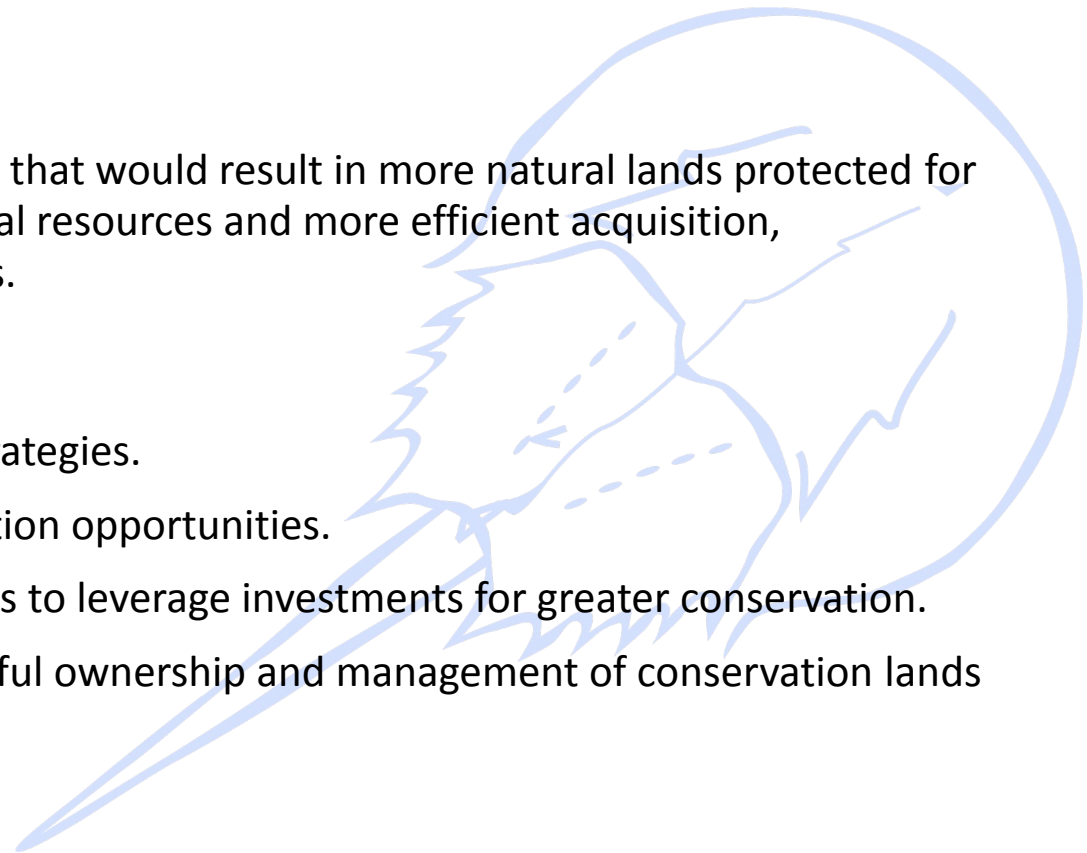 that would result in more natural lands protected for
al resources and more efficient acquisition,
s.
rategies.
tion opportunities.
s to leverage investments for greater conservation.
ful ownership and management of conservation lands